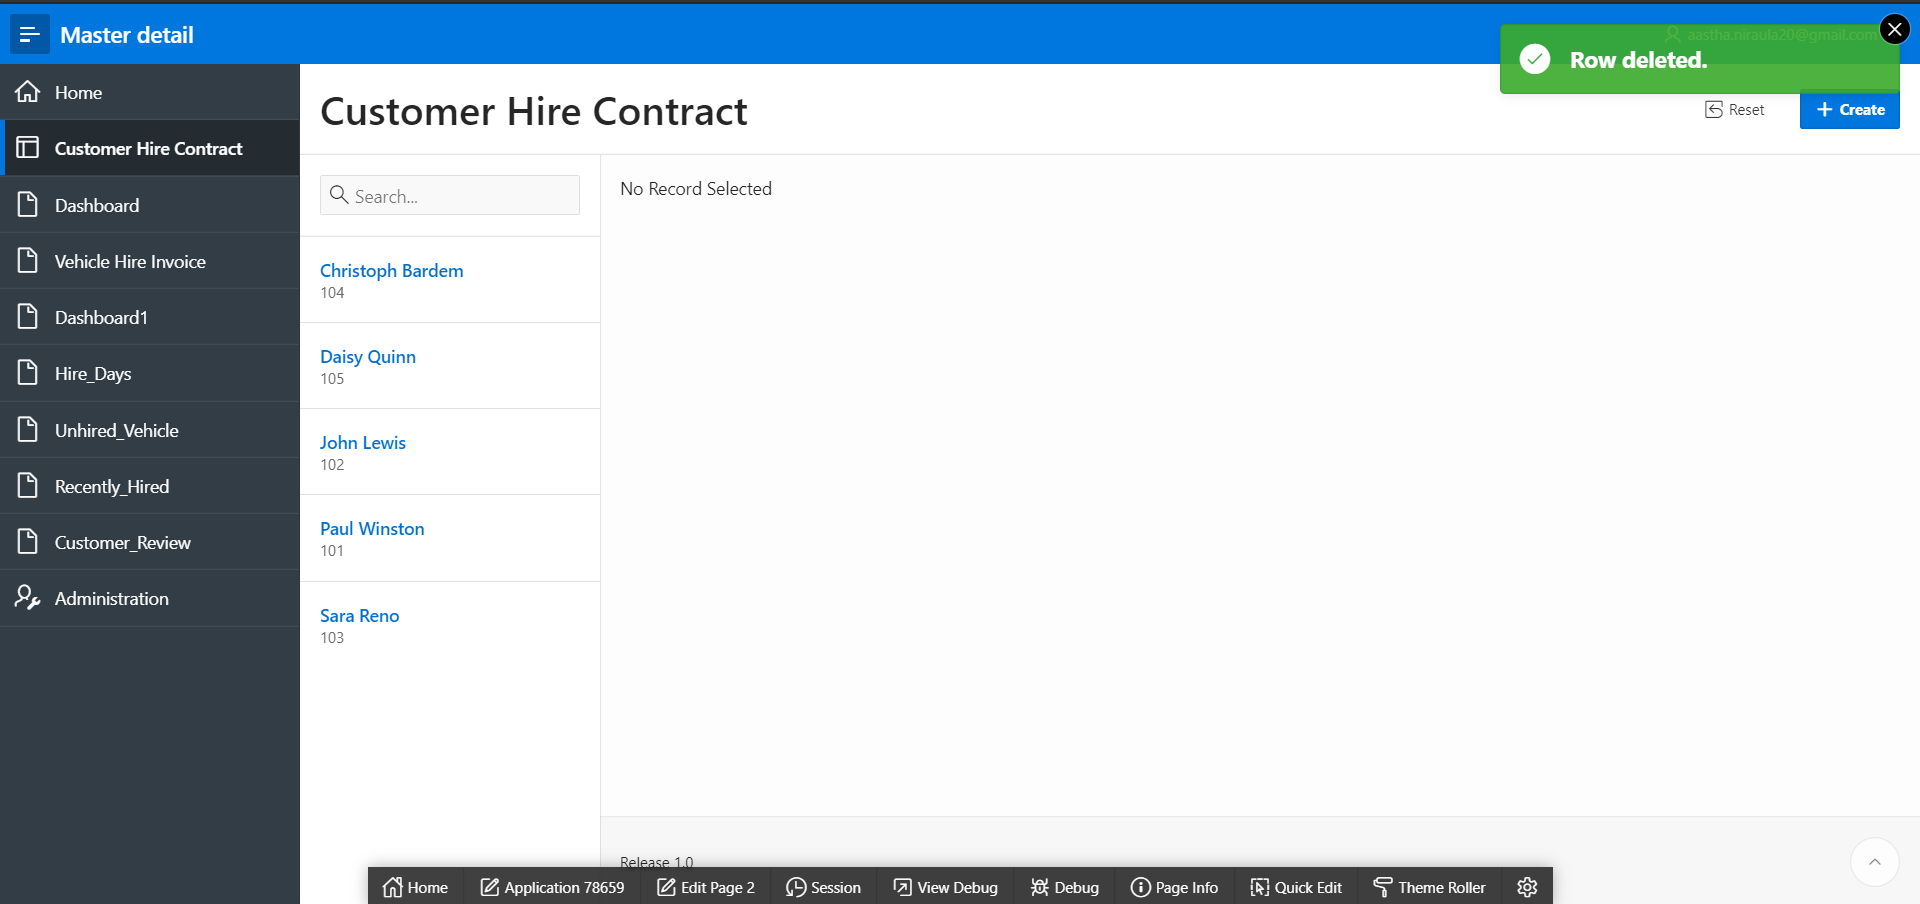 Master detail
aastha.niraula20@gmail.com
Row deleted.
Home
Customer Hire Contract
Dashboard
Vehicle Hire Invoice
Dashboard1
Hire_Days
Unhired_Vehicle
Recently_Hired
Customer_Review
Administration
Customer Hire Contract
Reset
Create
Search...
Christoph Bardem
104
Daisy Quinn
105
John Lewis
102
Paul Winston
101
Sara Reno
103
No Record Selected
Release 1.0
Home
Application 78659
Edit Page 2
Session
View Debug
Debug
Page Info
Quick Edit
Theme Roller